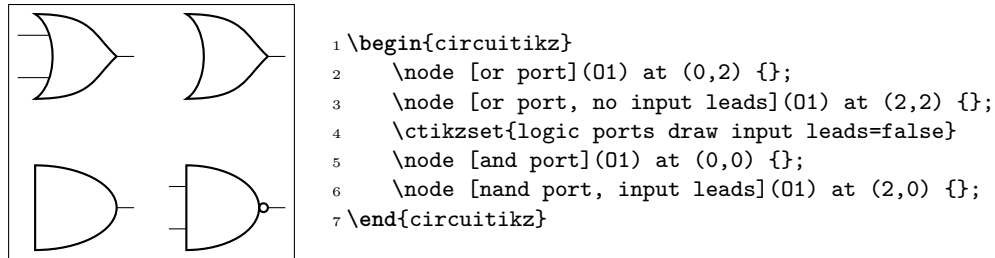 1 \begin{circuitikz}
2 \node [or port](O1) at (0,2) {};
3 \node [or port, no input leads](O1) at (2,2) {};
4 \ctikzset{logic ports draw input leads=false}
5 \node [and port](O1) at (0,0) {};
6 \node [nand port, input leads](O1) at (2,0) {};
7 \end{circuitikz}